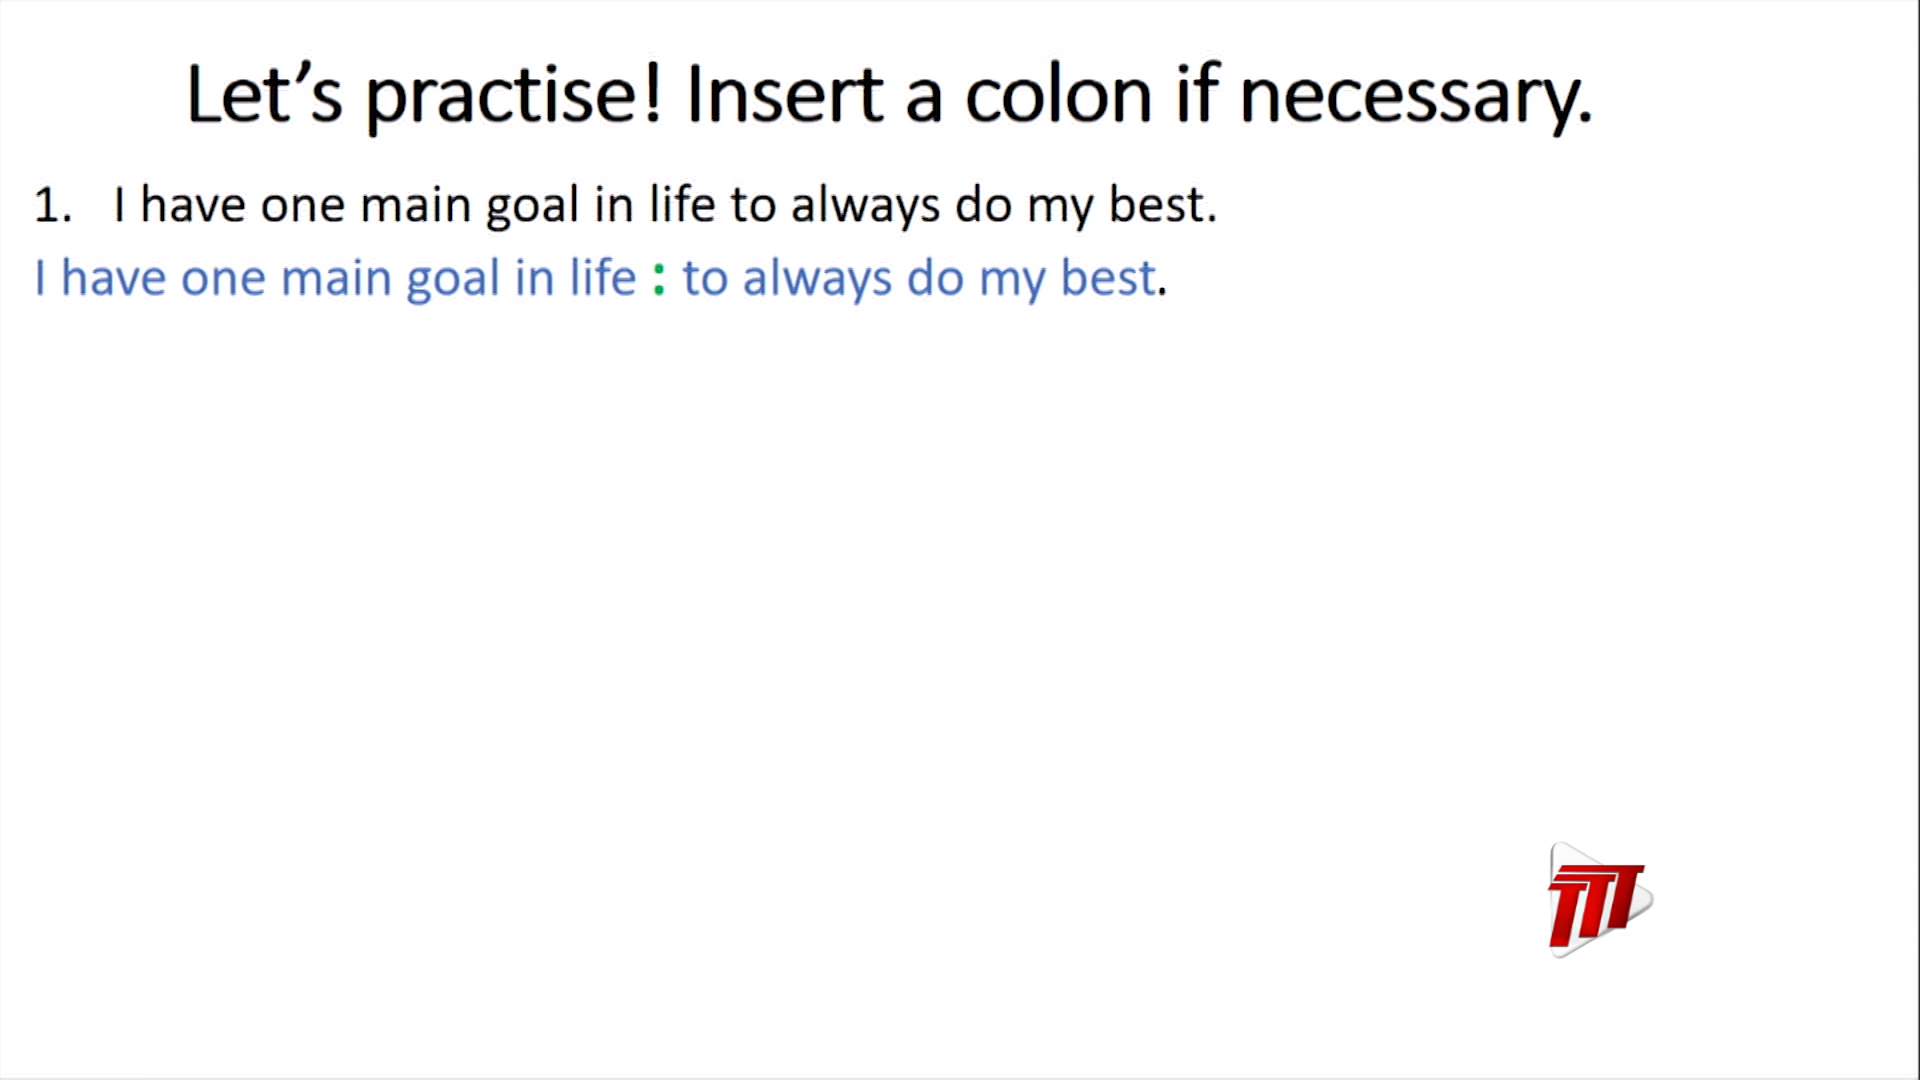 Let’s practise! Insert a colon if necessary.
1. I have one main goal in life to always do my best.
I have one main goal in life : to always do my best.
TTT